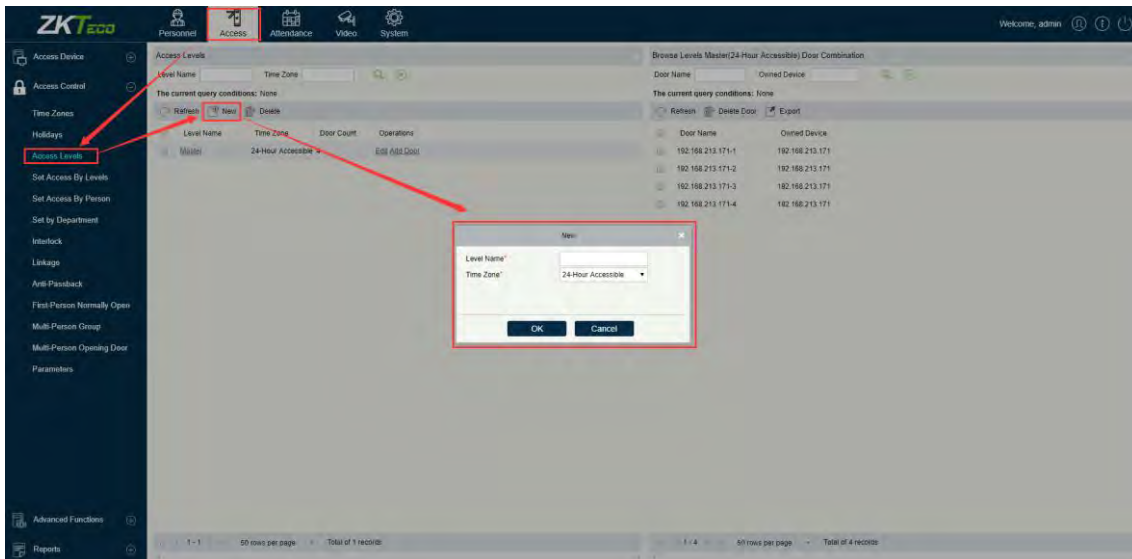 ZKTeco
Personnel Access Attendance Video System
Welcome, admin
Access Device
Access Control
Time Zones
Holidays
Access Levels
Set Access By Levels
Set Access By Person
Set by Department
Interlock
Linkage
Anti-Passback
First-Person Normally Open
Multi-Person Group
Multi-Person Opening Door
Parameters
Advanced Functions
Reports
Access Levels
Level Name Time Zone
The current query conditions: None
Refresh New Delete
Level Name Time Zone Door Count Operations
Master 24-Hour Accessible 4 Edit Add Door
1-1 50 rows per page Total of 1 records
Browse Levels Master(24-Hour Accessible) Door Combination
Door Name Owned Device
The current query conditions: None
Refresh Delete Door Export
Door Name Owned Device
192.168.213.171-1 192.168.213.171
192.168.213.171-2 192.168.213.171
192.168.213.171-3 192.168.213.171
192.168.213.171-4 192.168.213.171
1-4 50 rows per page Total of 4 records
New
Level Name*
Time Zone* 24-Hour Accessible
OK Cancel